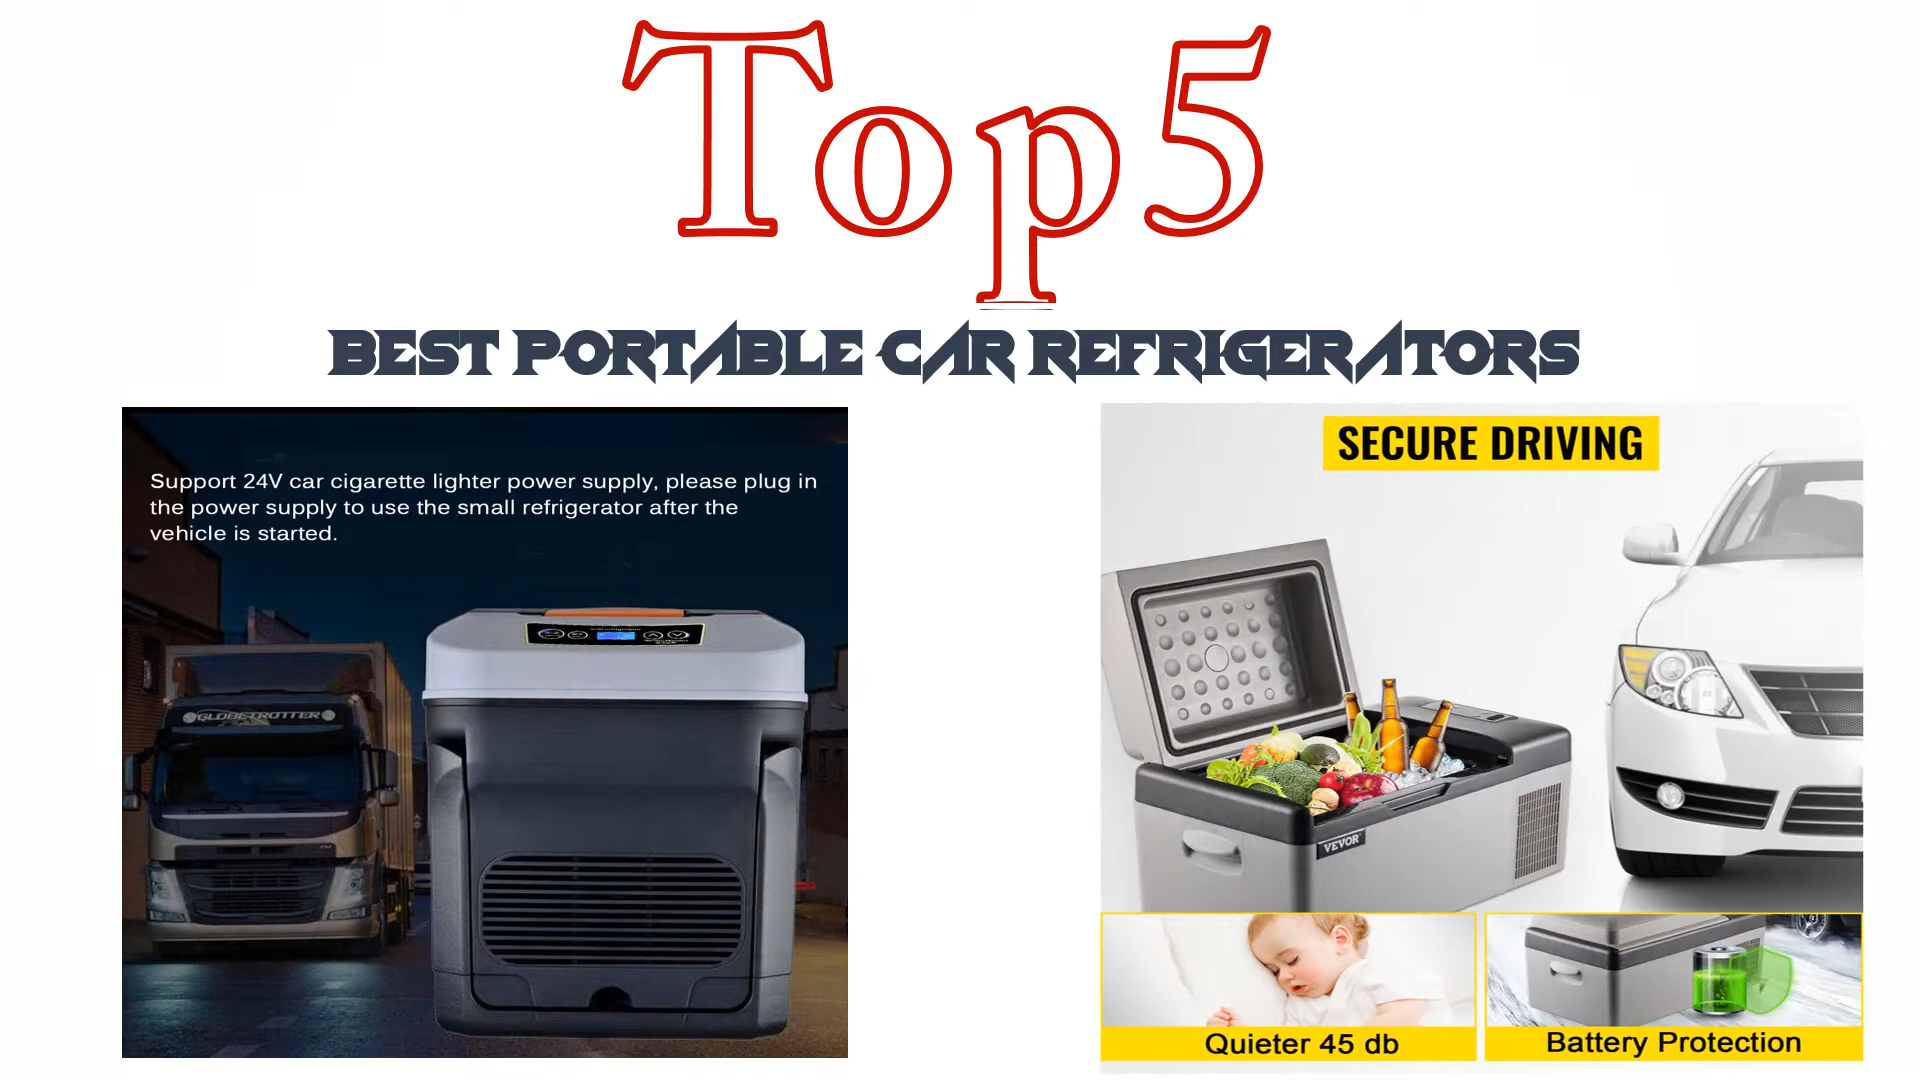 Top5
BEST PORTABLE CAR REFRIGERATORS
Support 24V car cigarette lighter power supply, please plug in
the power supply to use the small refrigerator after the
vehicle is started.
GLOBETROTTER
SECURE DRIVING
VEVOR
Quieter 45 db
Battery Protection